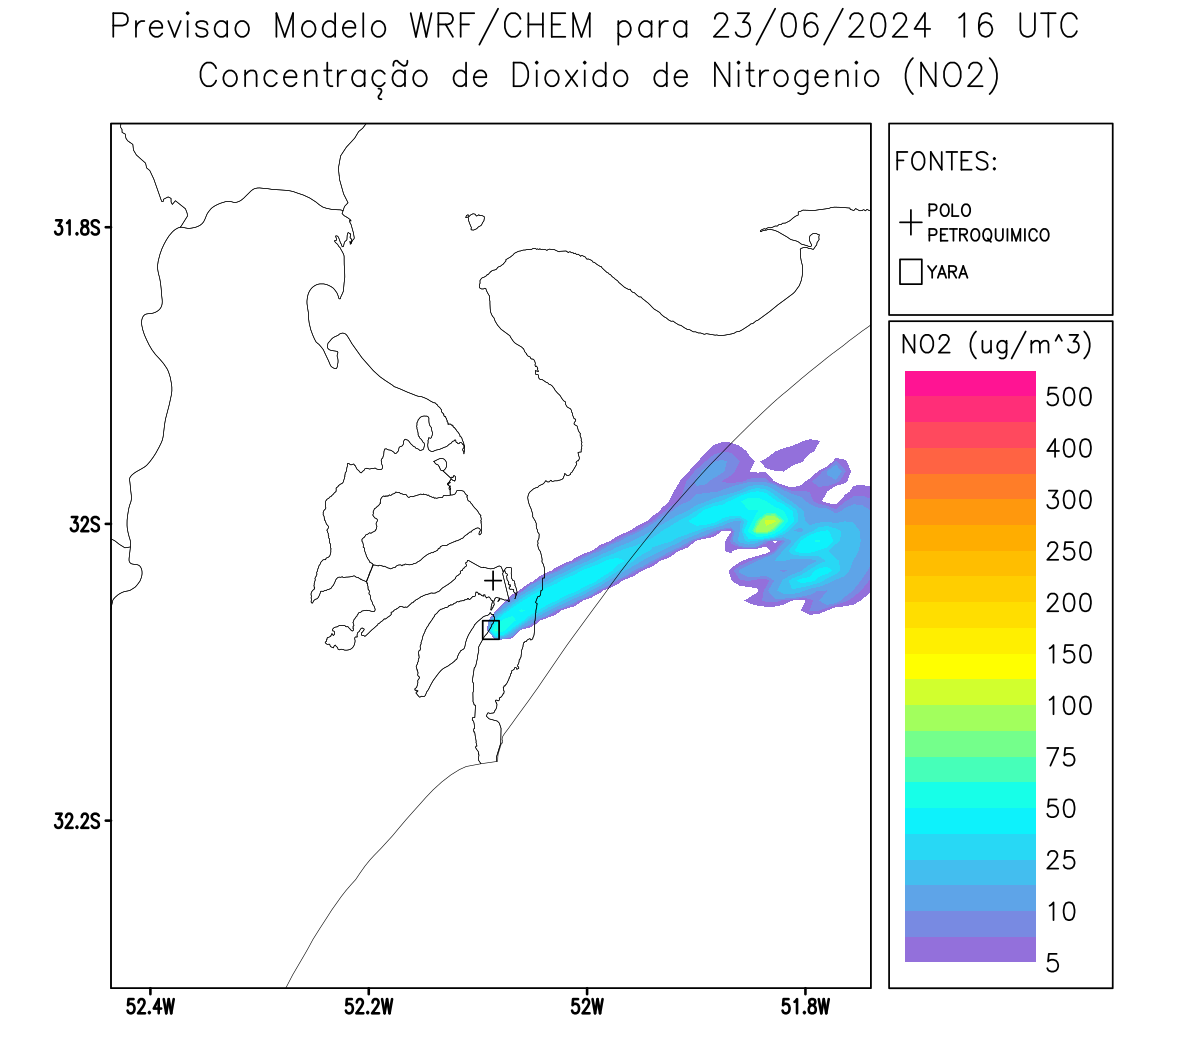 Previsao Modelo WRF/CHEM para 23/06/2024 16 UTC
Concentração de Dioxido de Nitrogenio (NO2)
FONTES:
POLO
PETROQUIMICO
YARA
NO2 (ug/m^3)
500
400
300
250
200
150
100
75
50
25
10
5
31.8S
32S
32.2S
52.4W
52.2W
52W
51.8W